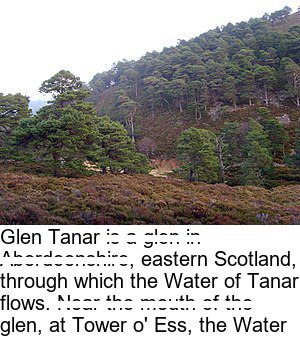 Glen Tanar is a glen in
Aberdeenshire, eastern Scotland,
through which the Water of Tanar
flows. Near the mouth of the
glen, at Tower o' Ess, the Water